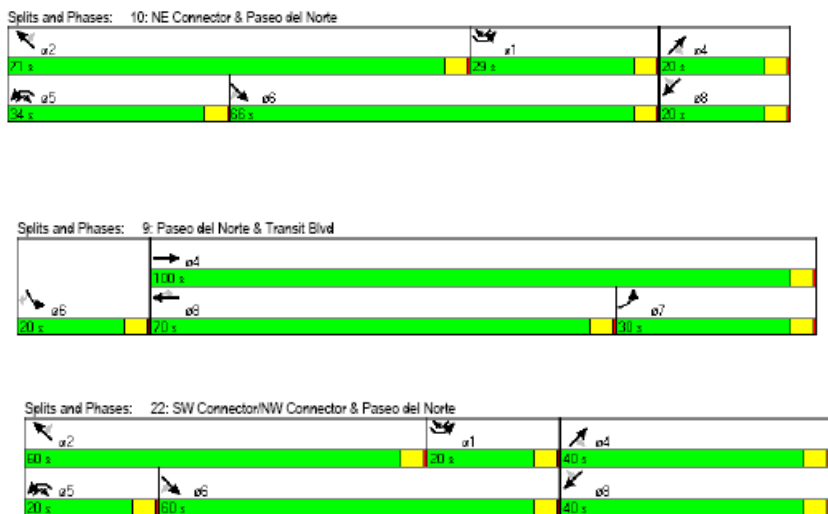 Splits and Phases: 10: NE Connector & Paseo del Norte
ø2 ø1 ø4
71 s 29 s 20 s
ø5 ø6 ø8
34 s 66 s 20 s
Splits and Phases: 9: Paseo del Norte & Transit Blvd
ø4
100 s
ø6 ø8 ø7
20 s 70 s 30 s
Splits and Phases: 22: SW Connector/NW Connector & Paseo del Norte
ø2 ø1 ø4
60 s 20 s 40 s
ø5 ø6 ø8
20 s 60 s 40 s